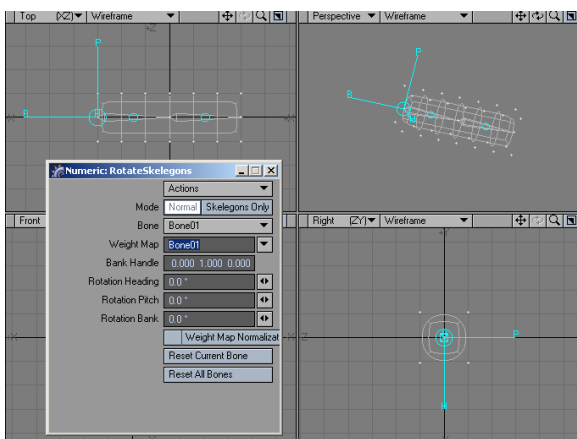 Top (XZ) Wireframe
Perspective Wireframe
+Z
P
B
-X
P
B
H
Numeric: RotateSkelegons
Actions
Mode Normal Skelegons Only
Bone Bone01
Weight Map Bone01
Bank Handle 0.000 1.000 0.000
Rotation Heading 0.0 °
Rotation Pitch 0.0 °
Rotation Bank 0.0 °
Weight Map Normalizat
Reset Current Bone
Reset All Bones
Front
Right (ZY) Wireframe
+Y
-X
Z
P
H